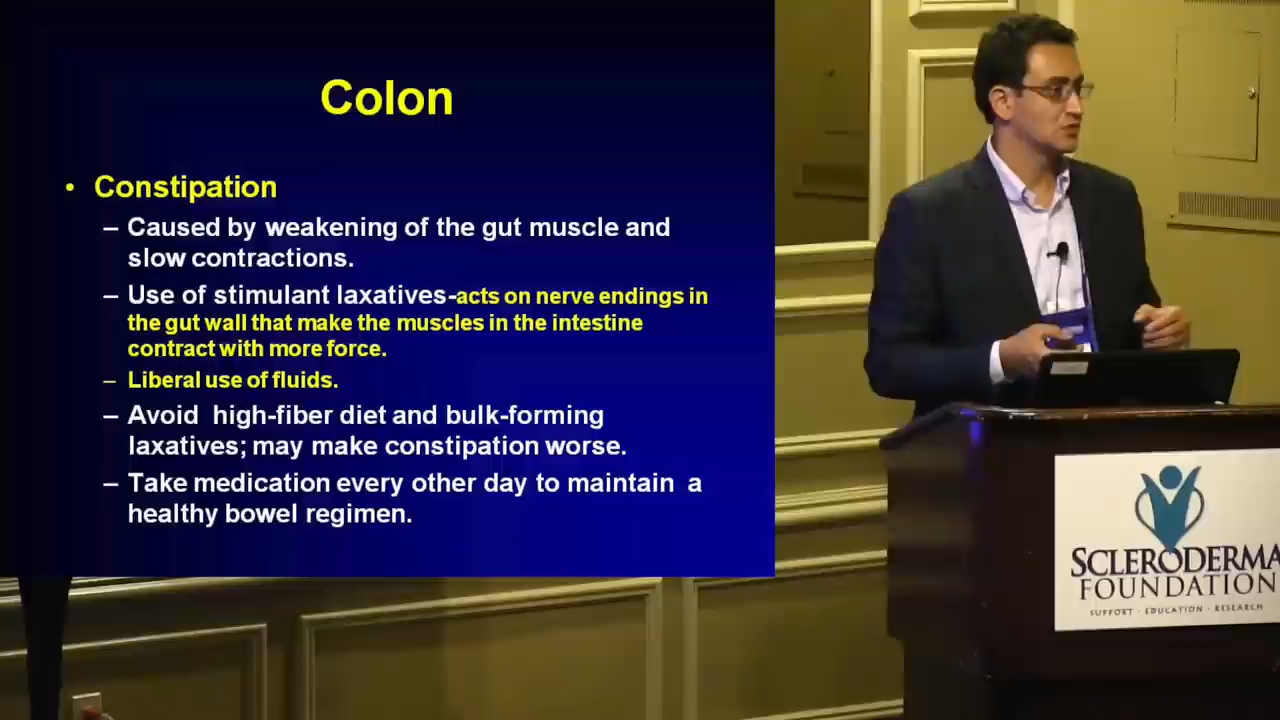 Colon
• Constipation
– Caused by weakening of the gut muscle and
slow contractions.
– Use of stimulant laxatives-acts on nerve endings in
the gut wall that make the muscles in the intestine
contract with more force.
– Liberal use of fluids.
– Avoid high-fiber diet and bulk-forming
laxatives; may make constipation worse.
– Take medication every other day to maintain a
healthy bowel regimen.
SCLERODERMA
FOUNDATION
SUPPORT · EDUCATION · RESEARCH